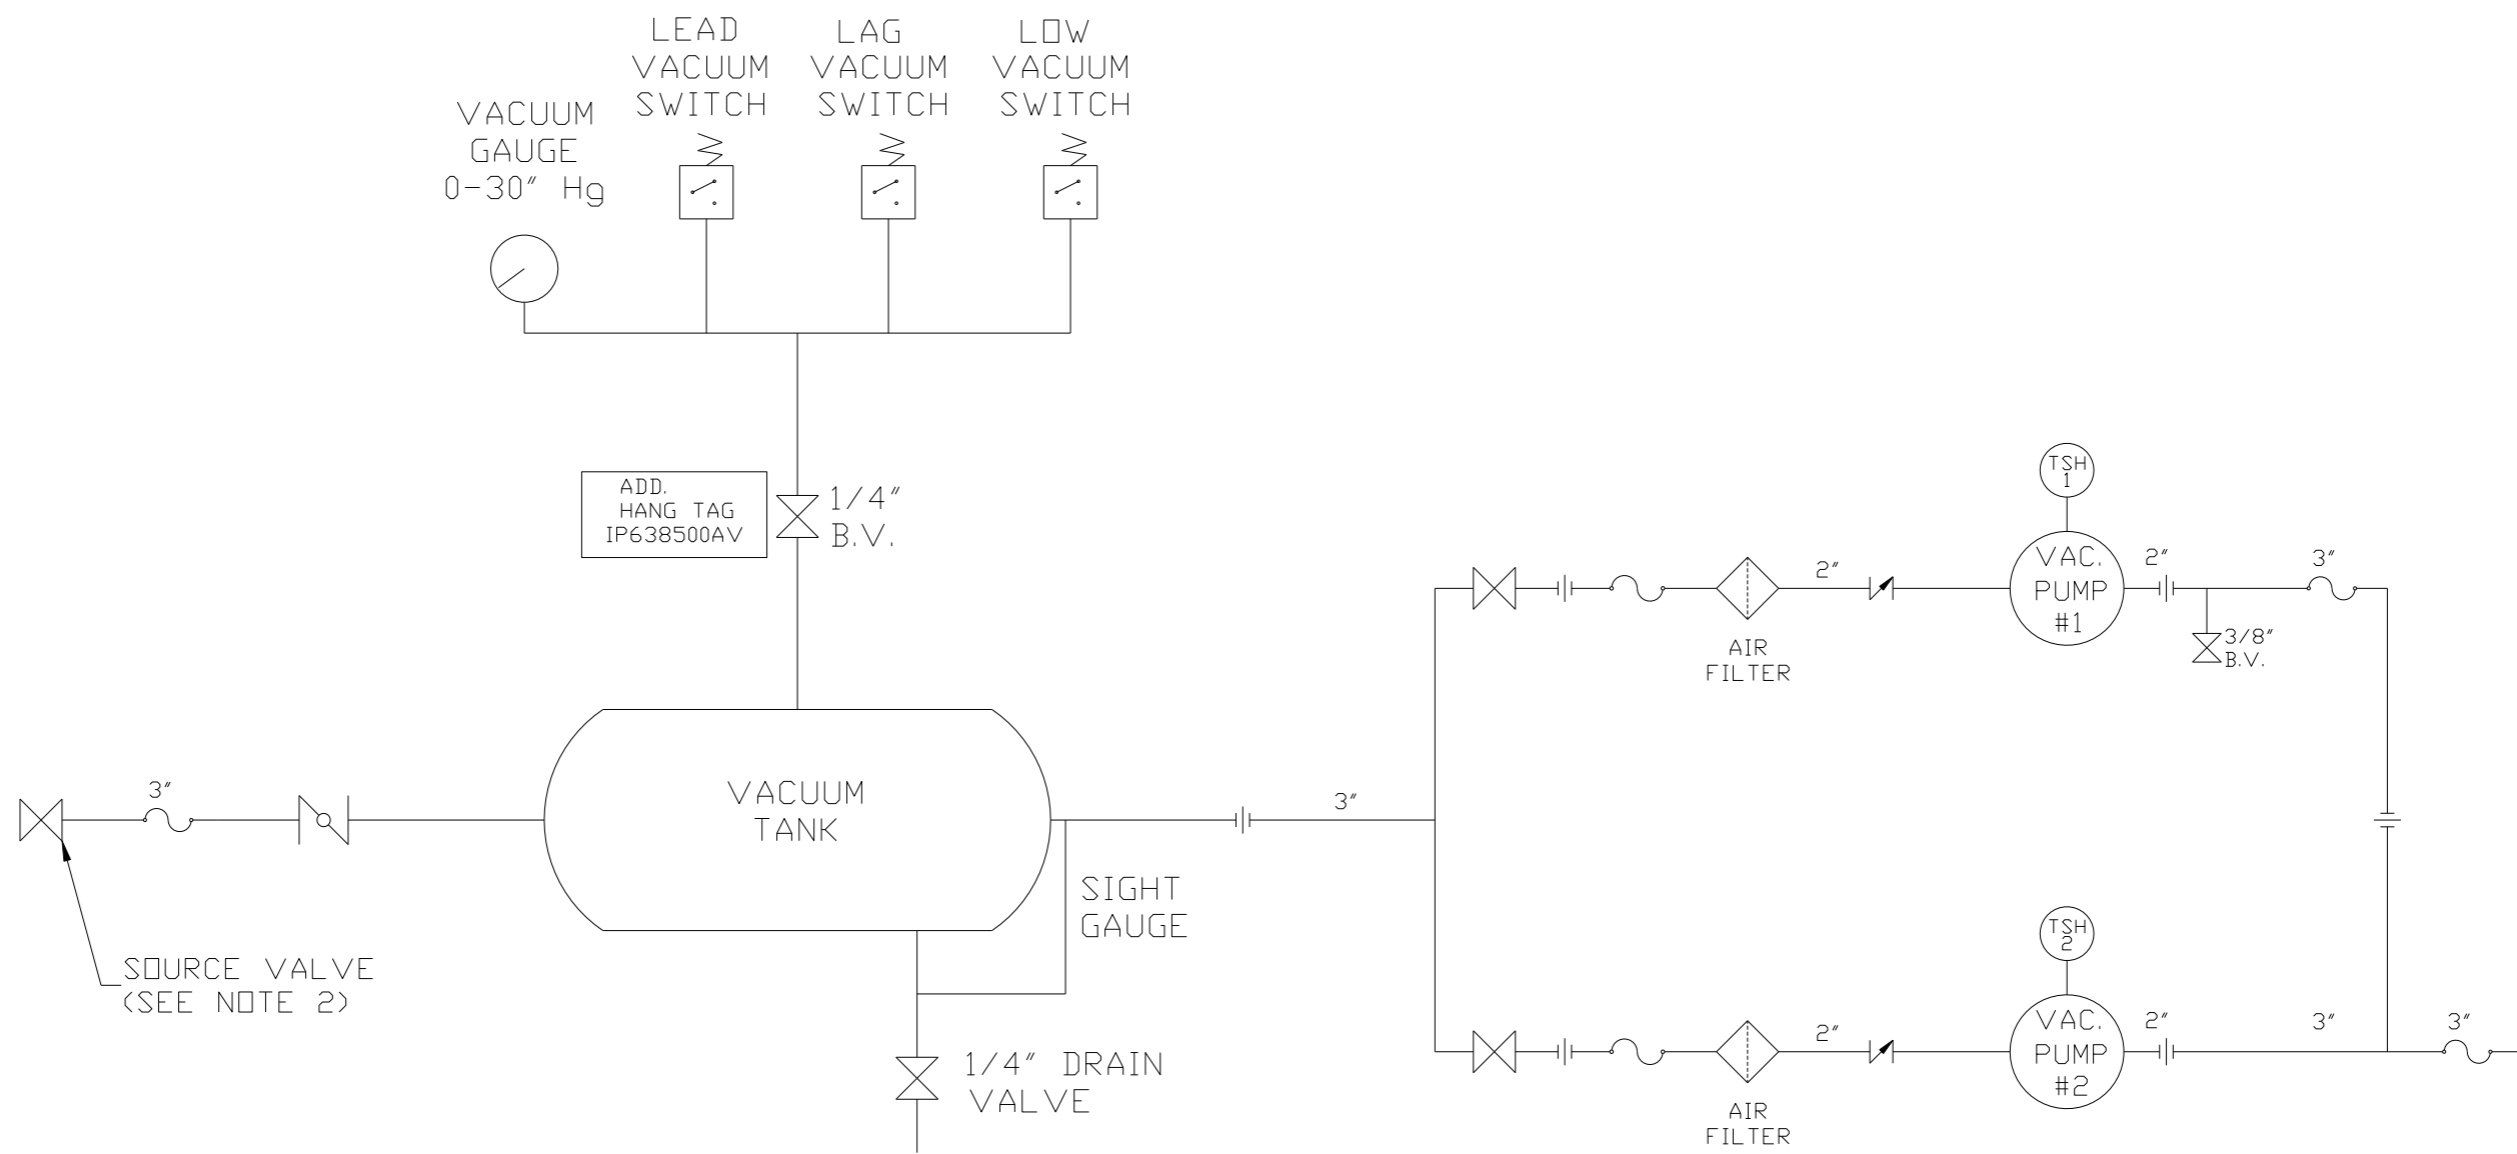 LEAD
VACUUM
SWITCH
LAG
VACUUM
SWITCH
LOW
VACUUM
SWITCH
VACUUM
GAUGE
0-30" Hg
ADD.
HANG TAG
IP638500AV
1/4"
B.V.
TSH
1
VAC.
PUMP
#1
2"
2"
3"
3/8"
B.V.
AIR
FILTER
3"
VACUUM
TANK
3"
SIGHT
GAUGE
SOURCE VALVE
(SEE NOTE 2)
1/4" DRAIN
VALVE
TSH
2
VAC.
PUMP
#2
2"
2"
3"
3"
AIR
FILTER